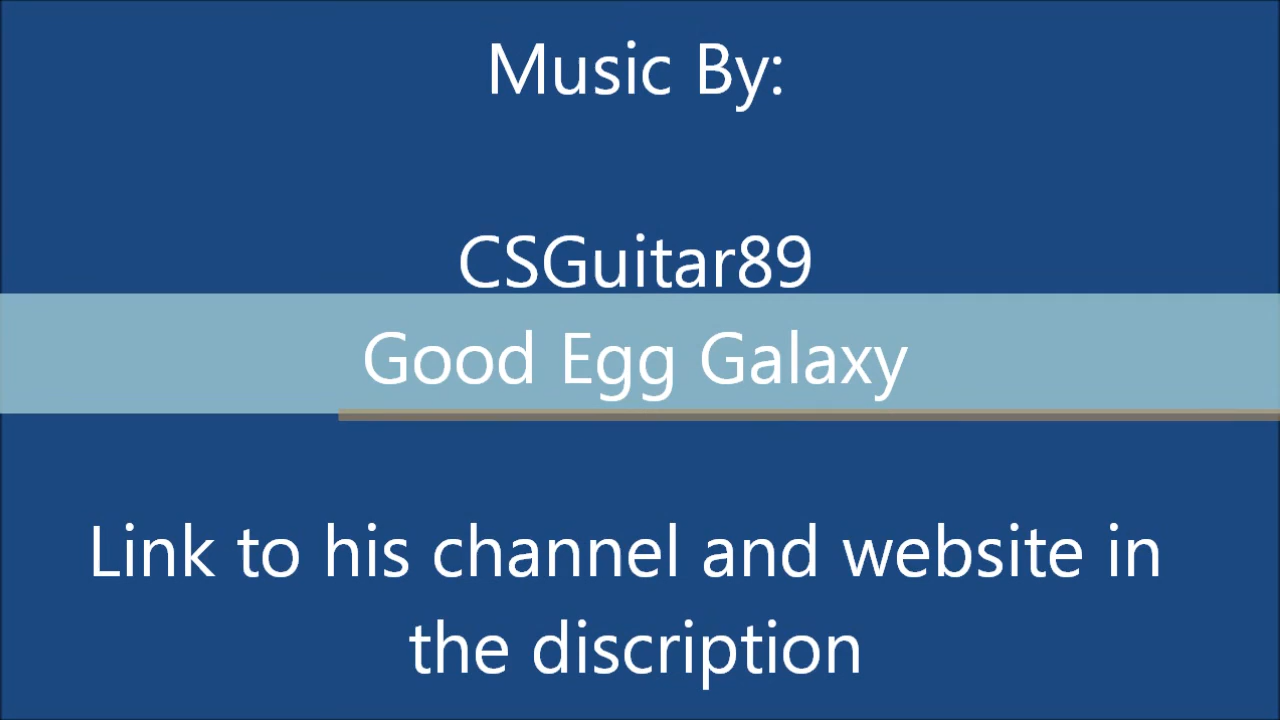 Music By:
CSGuitar89
Good Egg Galaxy
Link to his channel and website in
the discription